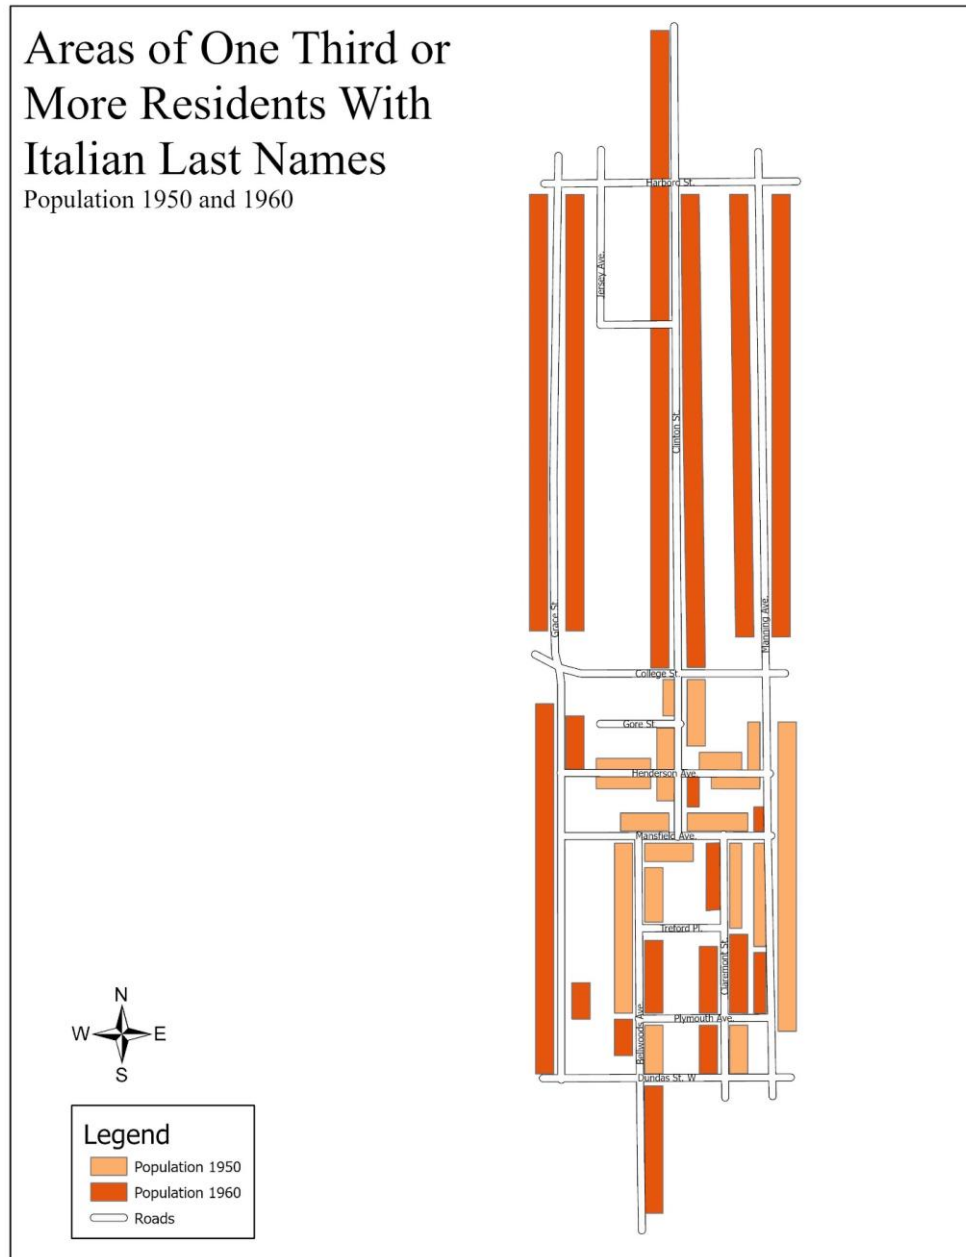 Areas of One Third or
More Residents With
Italian Last Names
Population 1950 and 1960
Harbord St.
Jersey Ave.
Clinton St.
Grace St.
Manning Ave.
College St.
Gore St.
Henderson Ave.
Mansfield Ave.
Treford Pl.
Claremont St.
Plymouth Ave.
Bellwoods Ave.
Dundas St. W
N
W E
S
Legend
Population 1950
Population 1960
Roads